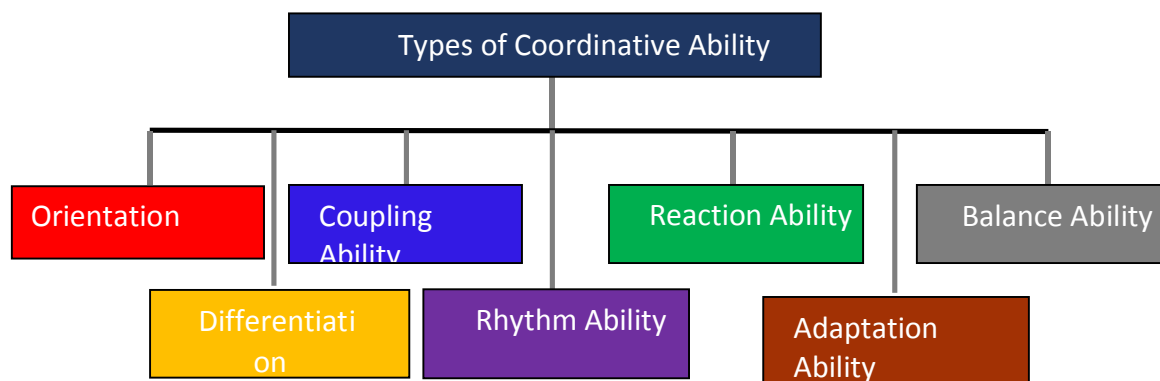 Types of Coordinative Ability
Orientation
Coupling
Ability
Reaction Ability
Balance Ability
Differentiati
on
Rhythm Ability
Adaptation
Ability